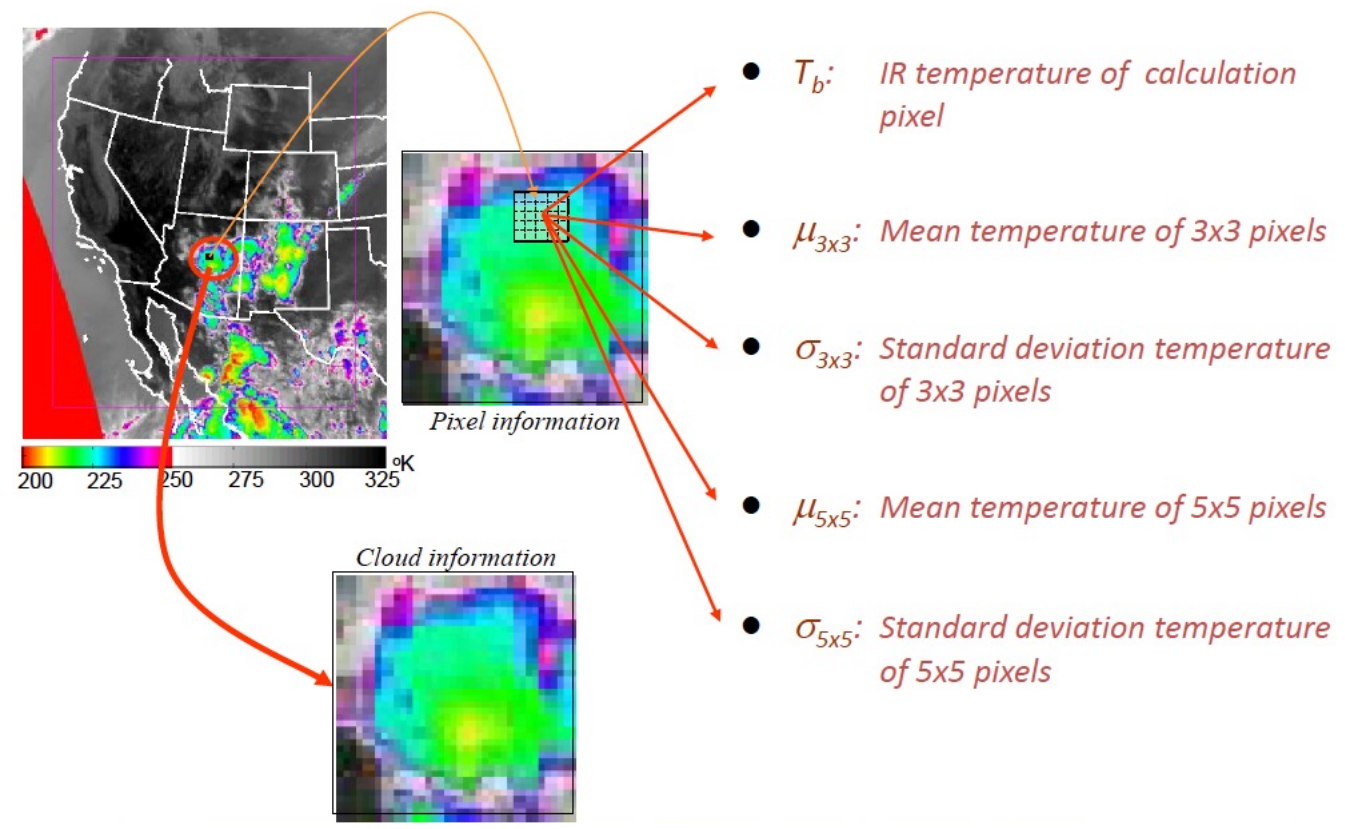 ● T_b: IR temperature of calculation
pixel
● μ_3x3: Mean temperature of 3x3 pixels
● σ_3x3: Standard deviation temperature
of 3x3 pixels
Pixel information
200 225 250 275 300 325 ºK
● μ_5x5: Mean temperature of 5x5 pixels
Cloud information
● σ_5x5: Standard deviation temperature
of 5x5 pixels